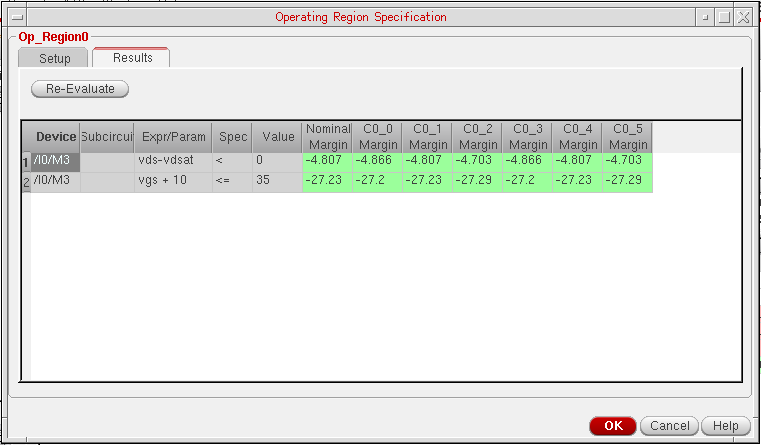 Operating Region Specification
Op_Region0
Setup Results
Re-Evaluate
Device Subcircui Expr/Param Spec Value Nominal Margin C0_0 Margin C0_1 Margin C0_2 Margin C0_3 Margin C0_4 Margin C0_5 Margin
1 /I0/M3 vds-vdsat < 0 -4.807 -4.866 -4.807 -4.703 -4.866 -4.807 -4.703
2 /I0/M3 vgs + 10 <= 35 -27.23 -27.2 -27.23 -27.29 -27.2 -27.23 -27.29
OK Cancel Help